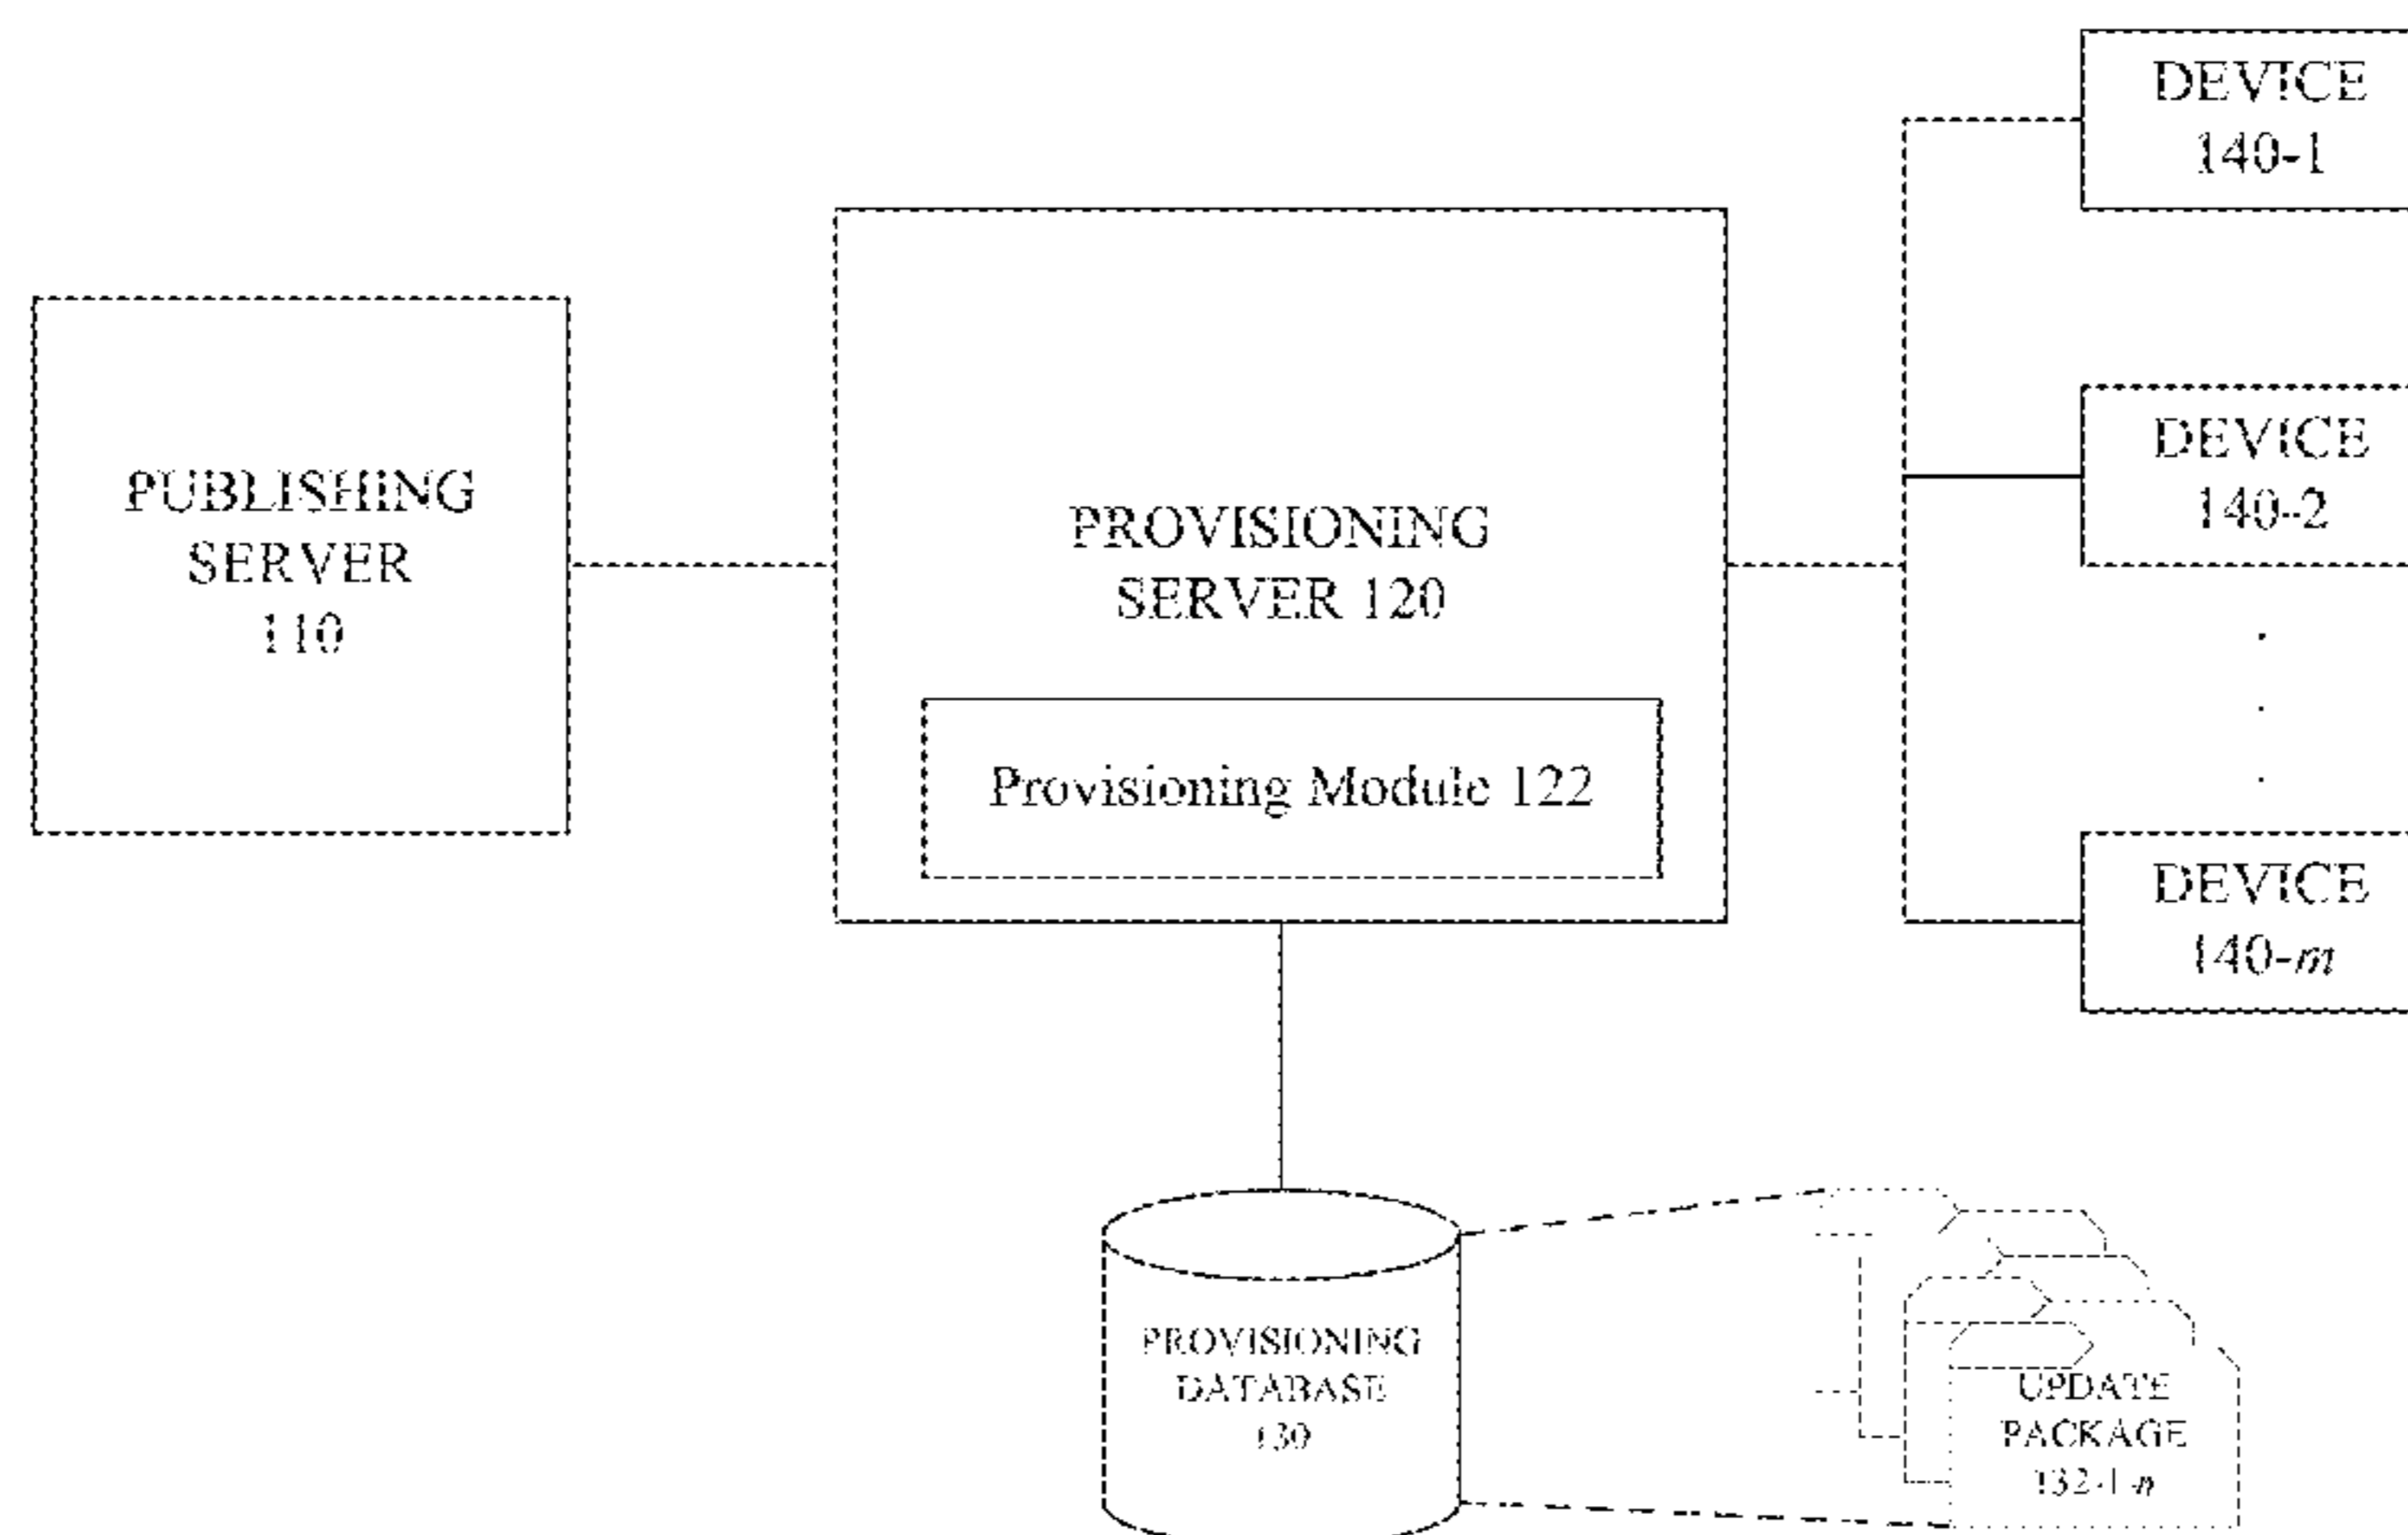 PUBLISHING
SERVER
110
PROVISIONING
SERVER 120
Provisioning Module 122
DEVICE
140-1
DEVICE
140-2
.
.
.
DEVICE
140-m
PROVISIONING
DATABASE
130
UPDATE
PACKAGE
132-1-n